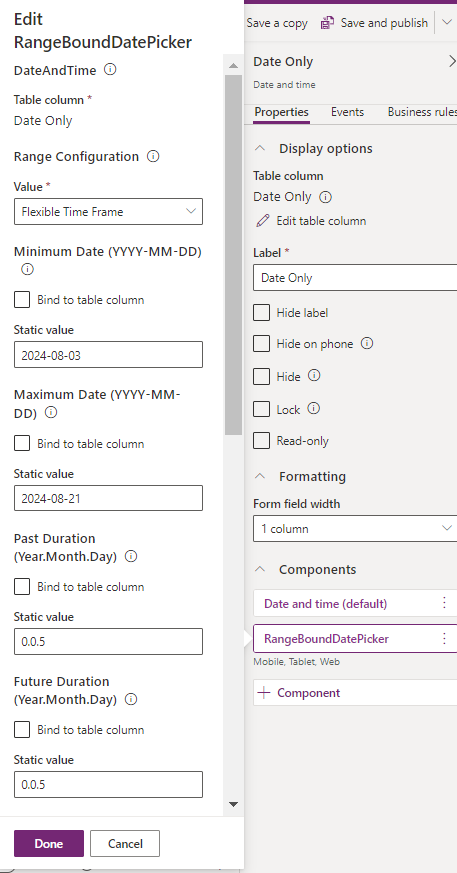 Edit
RangeBoundDatePicker
DateAndTime
Table column *
Date Only
Range Configuration
Value *
Flexible Time Frame
Minimum Date (YYYY-MM-DD)
Bind to table column
Static value
2024-08-03
Maximum Date (YYYY-MM-
DD)
Bind to table column
Static value
2024-08-21
Past Duration
(Year.Month.Day)
Bind to table column
Static value
0.0.5
Future Duration
(Year.Month.Day)
Bind to table column
Static value
0.0.5
Done
Cancel
Save a copy
Save and publish
Date Only
Date and time
Properties
Events
Business rules
Display options
Table column
Date Only
Edit table column
Label *
Date Only
Hide label
Hide on phone
Hide
Lock
Read-only
Formatting
Form field width
1 column
Components
Date and time (default)
RangeBoundDatePicker
Mobile, Tablet, Web
Component